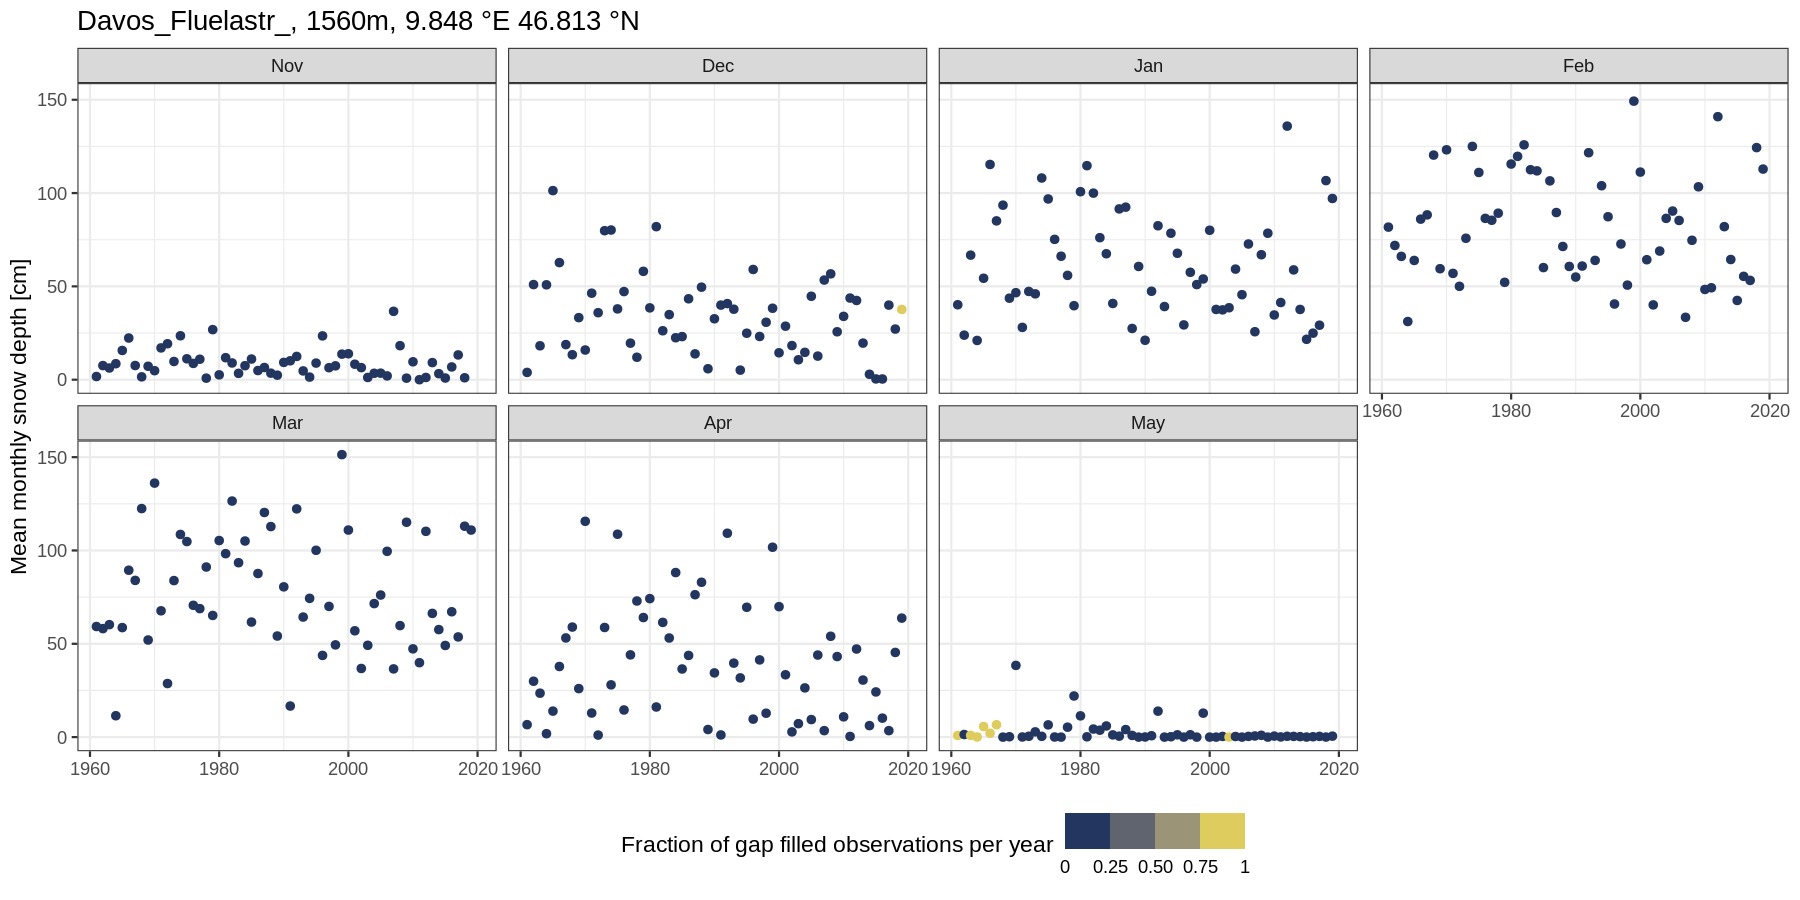 Davos_Fluelastr_, 1560m, 9.848 °E 46.813 °N
Nov Dec Jan Feb
150
100
50
0
1960 1980 2000 2020
Mean monthly snow depth [cm]
Mar Apr May
150
100
50
0
1960 1980 2000 2020 1960 1980 2000 2020 1960 1980 2000 2020
Fraction of gap filled observations per year
0 0.25 0.50 0.75 1